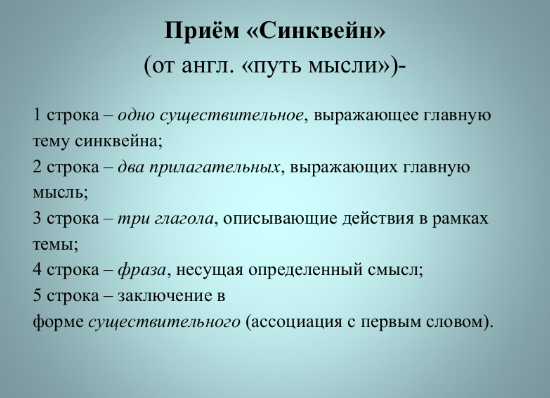 Приём «Синквейн»
(от англ. «путь мысли»)-
1 строка – одно существительное, выражающее главную
тему синквейна;
2 строка – два прилагательных, выражающих главную
мысль;
3 строка – три глагола, описывающие действия в рамках
темы;
4 строка – фраза, несущая определенный смысл;
5 строка – заключение в
форме существительного (ассоциация с первым словом).